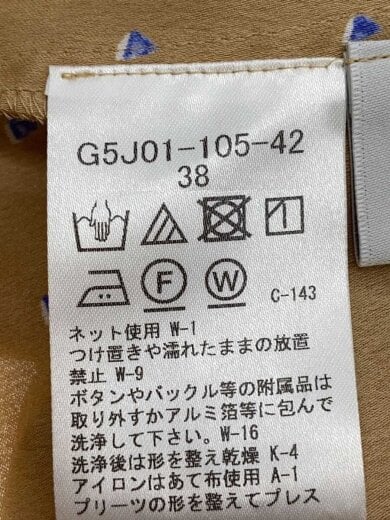 G5J01-105-42
38
F W C-143
ネット使用 W-1
つけ置きや濡れたままの放置
禁止 W-9
ボタンやバックル等の附属品は
取り外すかアルミ箔等に包んで
洗浄して下さい。W-16
洗浄後は形を整え乾燥 K-4
アイロンはあて布使用 A-1
プリーツの形を整えてプレス